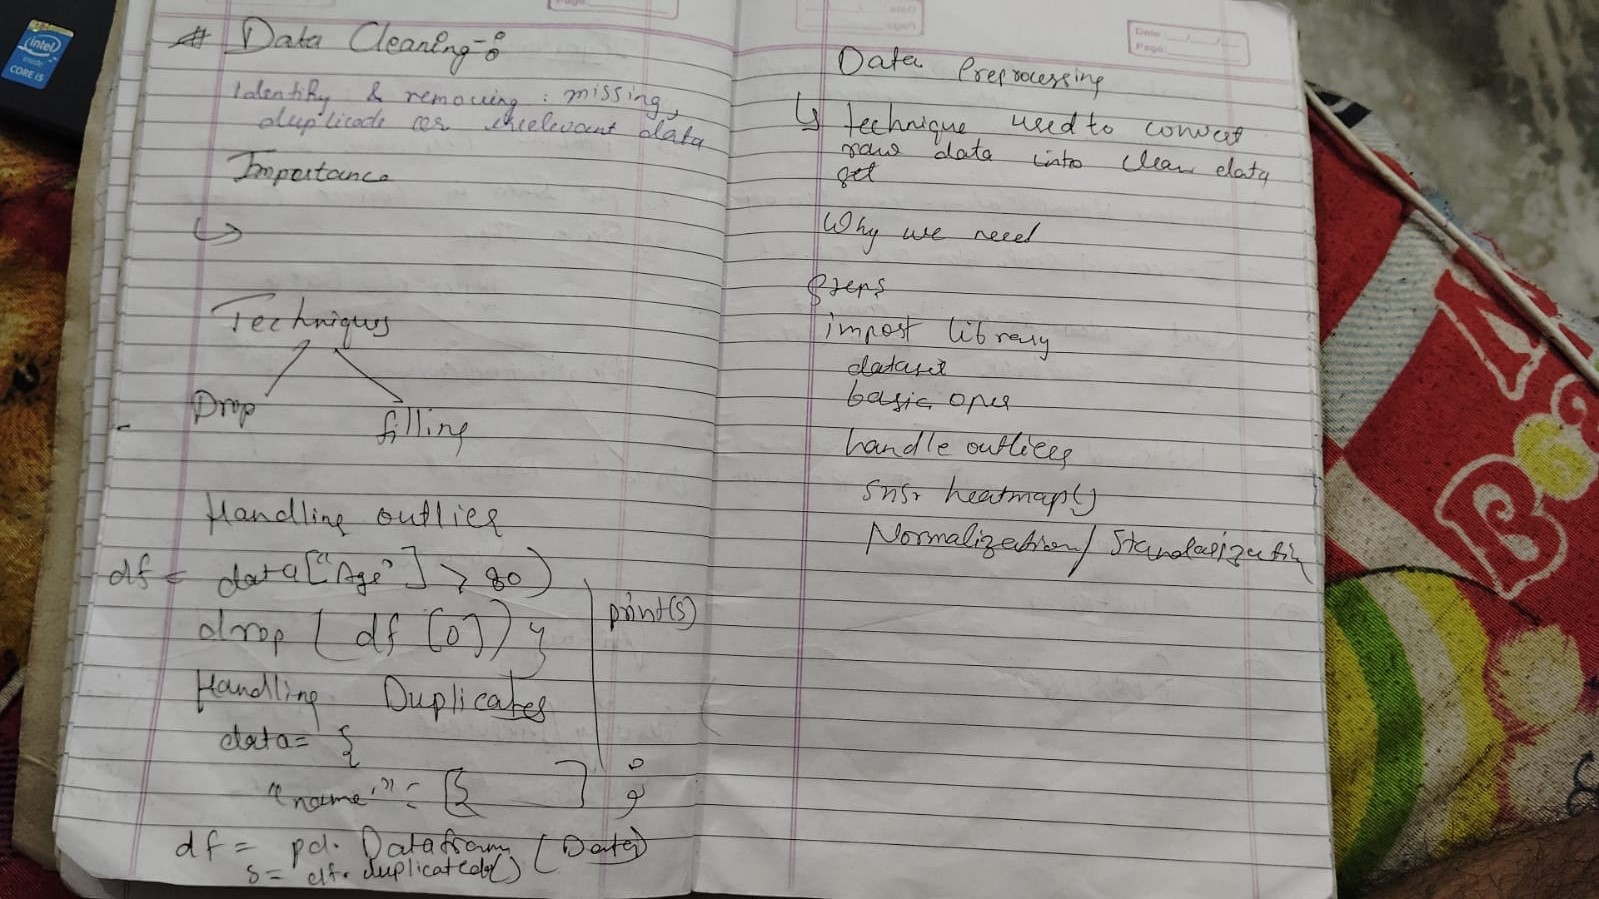 # Data Cleaning-:
Identify & removing : missing,
duplicate or irrelevant data
Importance
Techniques
Drop
filling
Handling outlier
df = data["Age"] > 80)
drop ( df [0])
Handling Duplicates
data= {
"name" = [
print(s)
df = pd. Datafram (Data)
s = df. duplicated()
Data Preprocessing
technique used to convert
raw data into clean data
set
Why we need
Steps
import library
dataset
basic oper
handle outliers
sns. heatmap()
Normalization/ Standarization
intel
inside
CORE i5
Date
Page